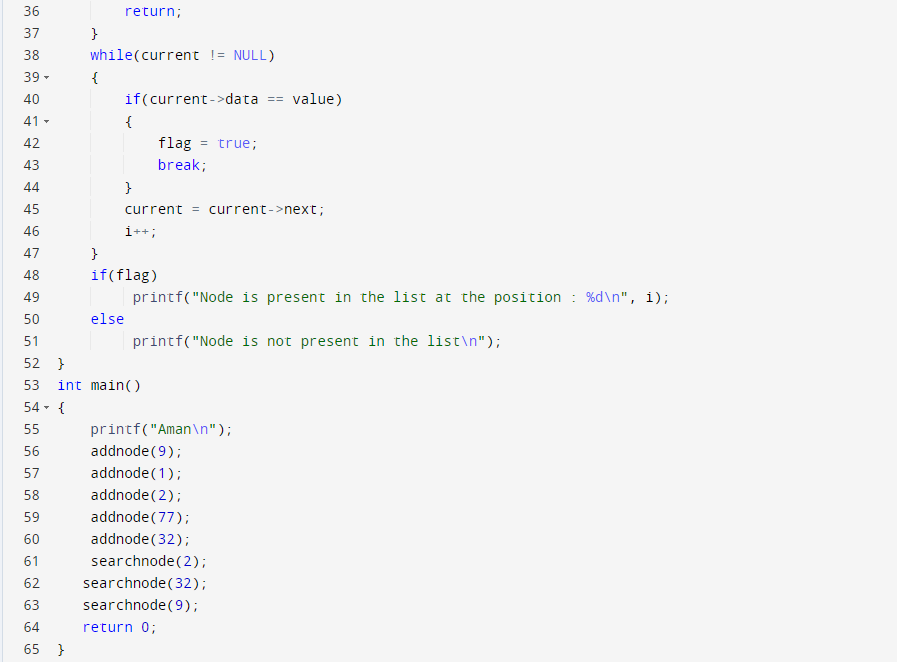 36 return;
37 }
38 while(current != NULL)
39 {
40 if(current->data == value)
41 {
42 flag = true;
43 break;
44 }
45 current = current->next;
46 i++;
47 }
48 if(flag)
49 printf("Node is present in the list at the position : %d\n", i);
50 else
51 printf("Node is not present in the list\n");
52 }
53 int main()
54 {
55 printf("Aman\n");
56 addnode(9);
57 addnode(1);
58 addnode(2);
59 addnode(77);
60 addnode(32);
61 searchnode(2);
62 searchnode(32);
63 searchnode(9);
64 return 0;
65 }